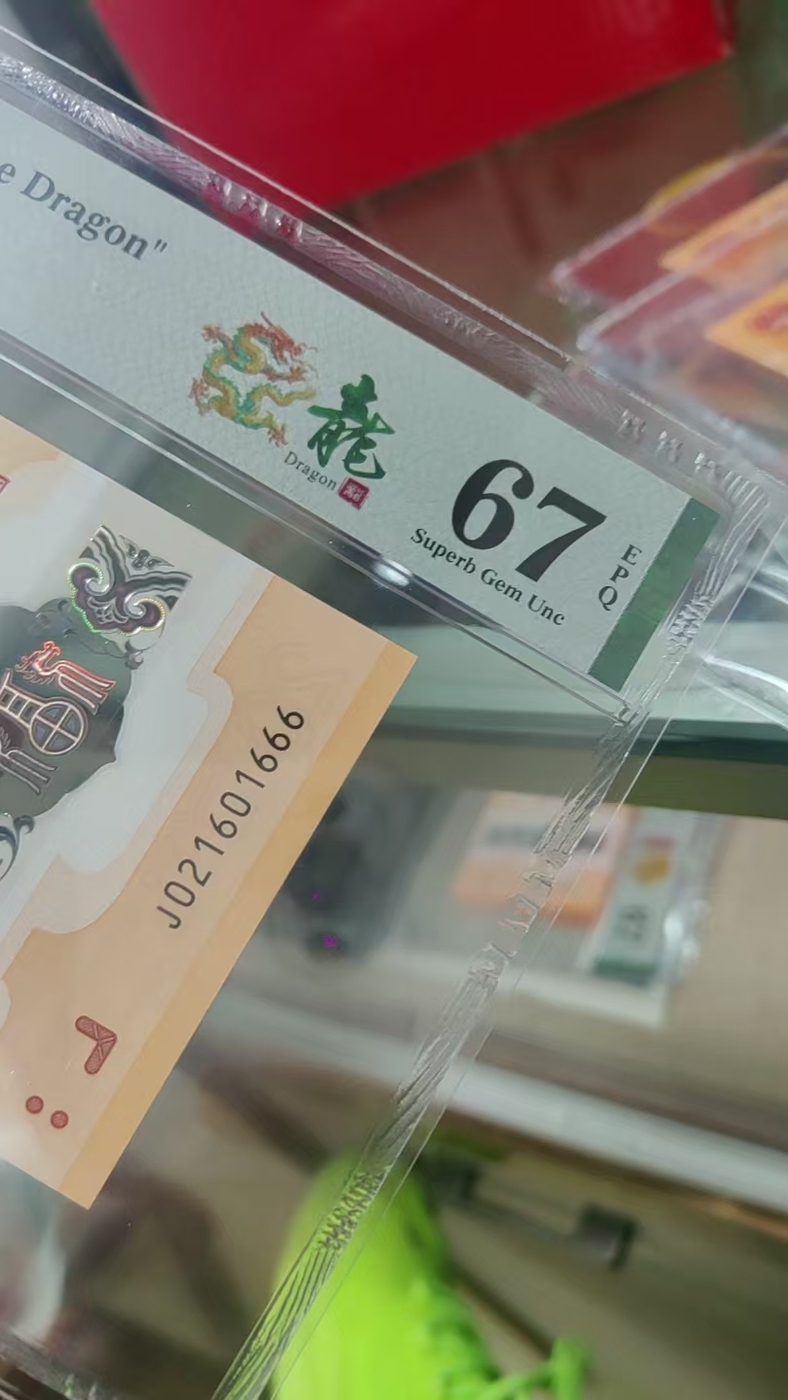 e Dragon"
龍
Dragon
67
EPQ
Superb Gem Unc
J021601666